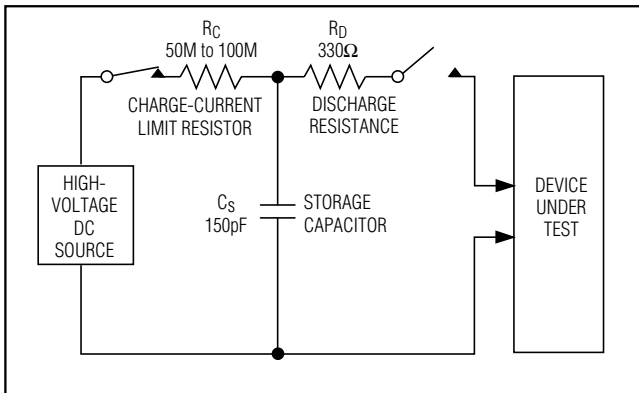 RC
50M to 100M
CHARGE-CURRENT
LIMIT RESISTOR
RD
330Ω
DISCHARGE
RESISTANCE
HIGH-
VOLTAGE
DC
SOURCE
CS
150pF
STORAGE
CAPACITOR
DEVICE
UNDER
TEST